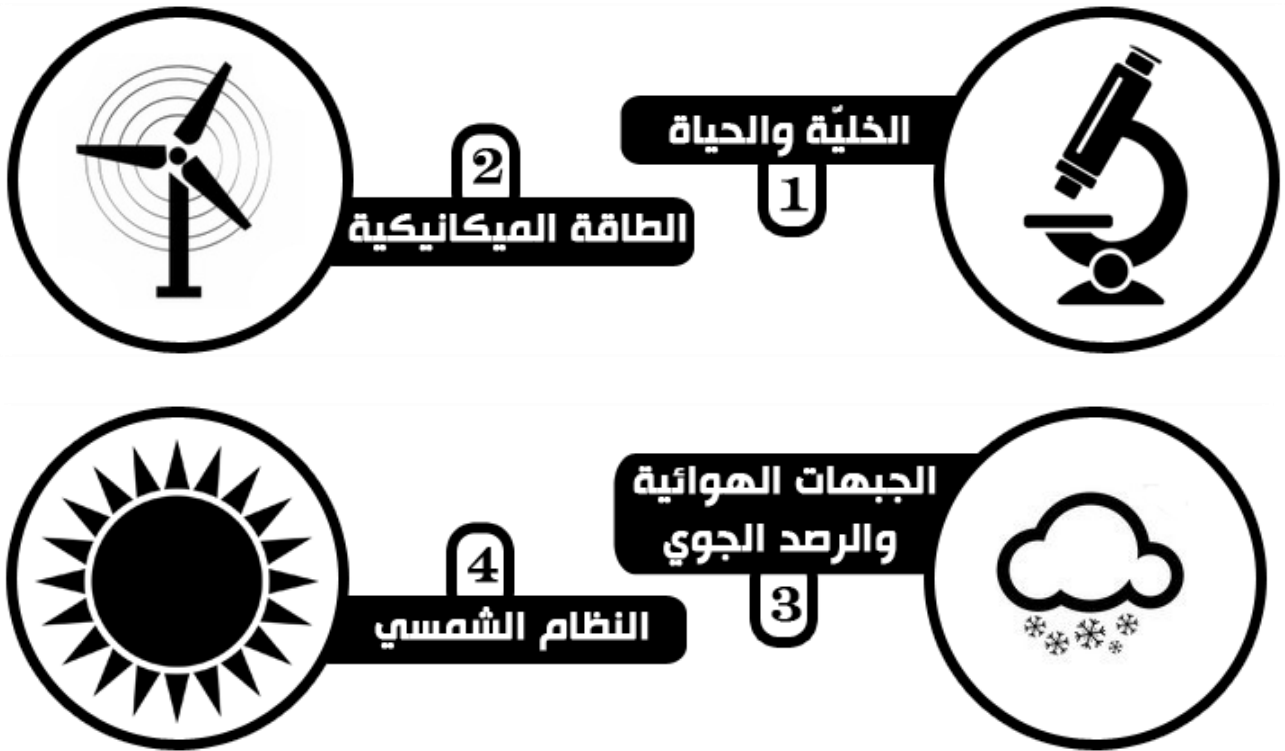 الخليّة والحياة
1
2
الطاقة الميكانيكية
الجبهات الهوائية
والرصد الجوي
3
4
النظام الشمسي